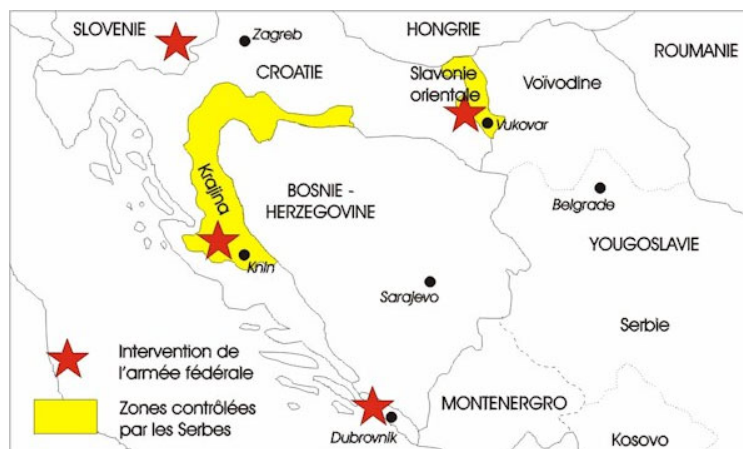 SLOVENIE
Zagreb
HONGRIE
ROUMANIE
CROATIE
Slavonie
orientale
Voïvodine
Vukovar
Krajina
BOSNIE -
HERZEGOVINE
Belgrade
YOUGOSLAVIE
Knin
Sarajevo
Serbie
Intervention de
l'armée fédérale
Zones contrôlées
par les Serbes
Dubrovnik
MONTENERGRO
Kosovo